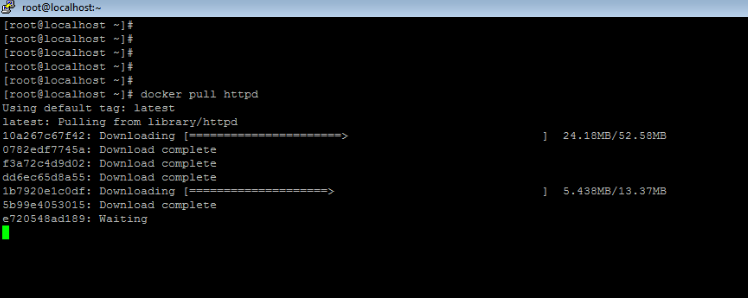 root@localhost:~
[root@localhost ~]#
[root@localhost ~]#
[root@localhost ~]#
[root@localhost ~]#
[root@localhost ~]#
[root@localhost ~]# docker pull httpd
Using default tag: latest
latest: Pulling from library/httpd
10a267c67f42: Downloading [======================>                             ]  24.18MB/52.58MB
0782edf7745a: Download complete
f3a72c4d9d02: Download complete
dd6ec65d8a55: Download complete
1b7920e1c0df: Downloading [====================>                               ]  5.438MB/13.37MB
5b99e4053015: Download complete
e720548ad189: Waiting